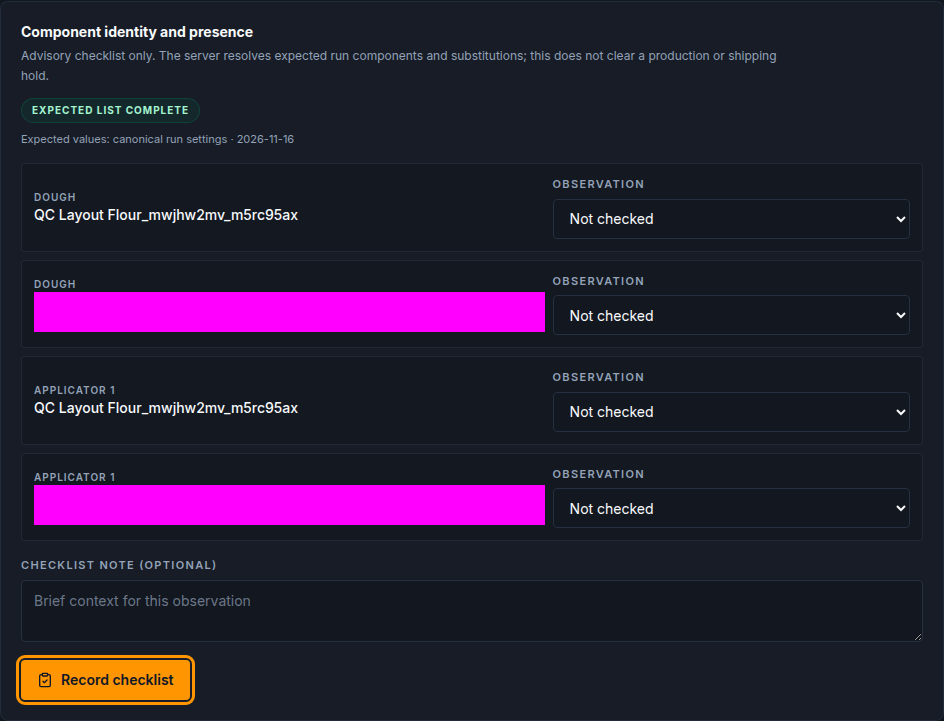 Component identity and presence
Advisory checklist only. The server resolves expected run components and substitutions; this does not clear a production or shipping
hold.
EXPECTED LIST COMPLETE
Expected values: canonical run settings · 2026-11-16
DOUGH
QC Layout Flour_mwjhw2mv_m5rc95ax
OBSERVATION
Not checked
DOUGH
OBSERVATION
Not checked
APPLICATOR 1
QC Layout Flour_mwjhw2mv_m5rc95ax
OBSERVATION
Not checked
APPLICATOR 1
OBSERVATION
Not checked
CHECKLIST NOTE (OPTIONAL)
Brief context for this observation
Record checklist